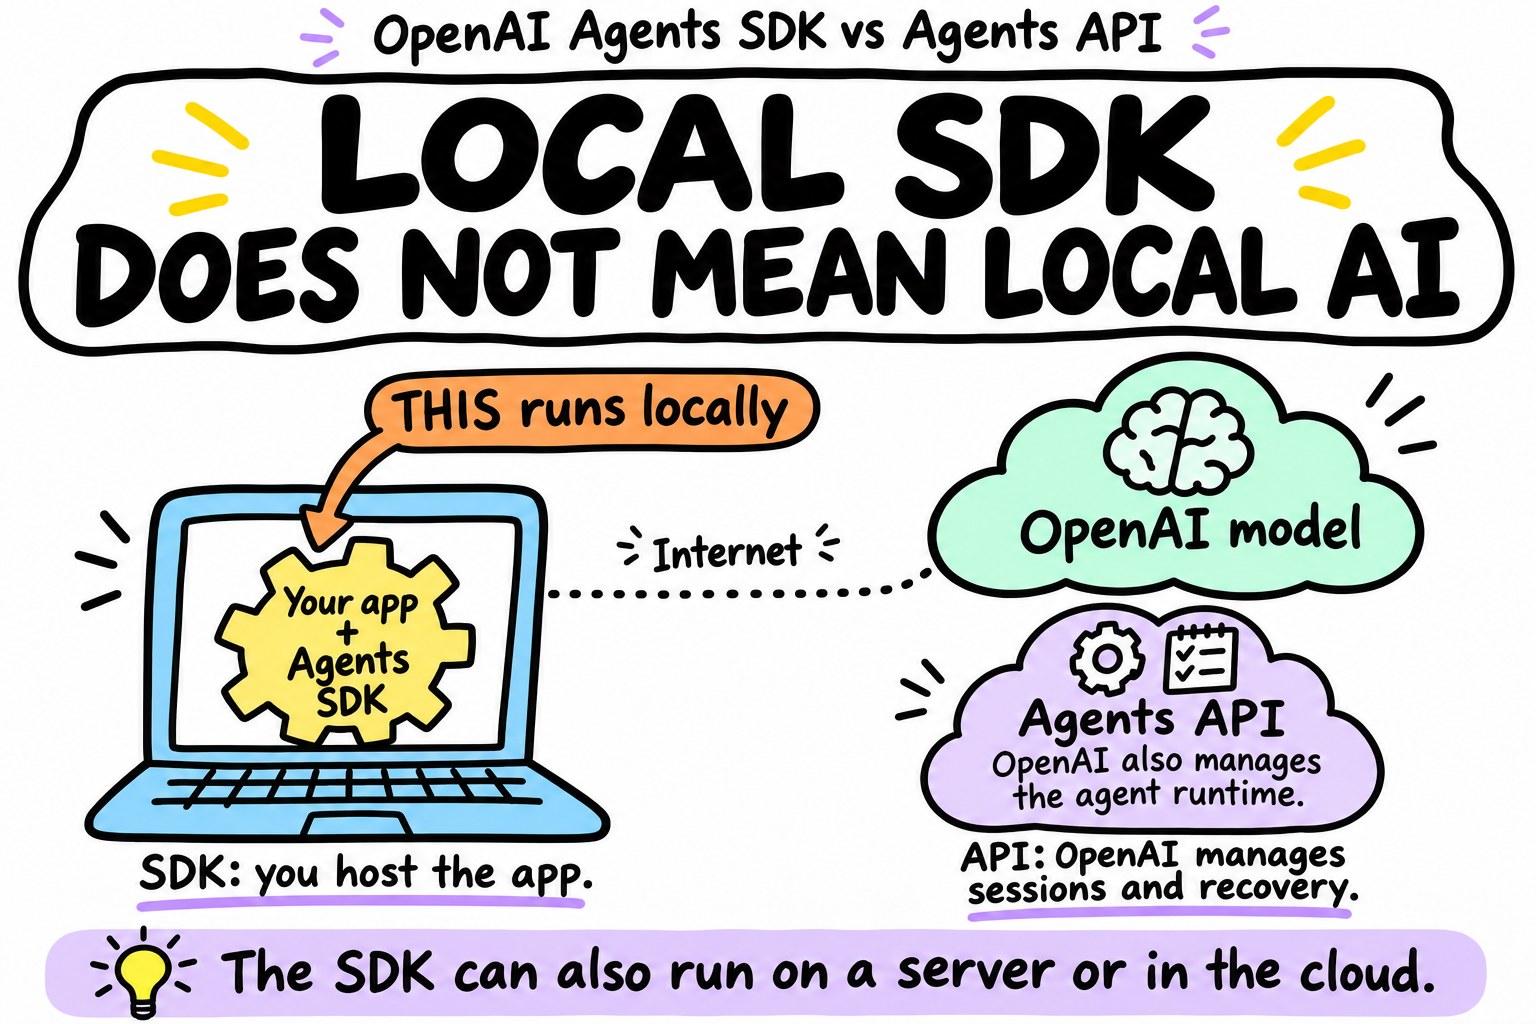 OpenAI Agents SDK vs Agents API
LOCAL SDK
DOES NOT MEAN LOCAL AI
THIS runs locally
Your app
+
Agents
SDK
Internet
OpenAI model
Agents API
OpenAI also manages
the agent runtime.
SDK: you host the app.
API: OpenAI manages
sessions and recovery.
The SDK can also run on a server or in the cloud.